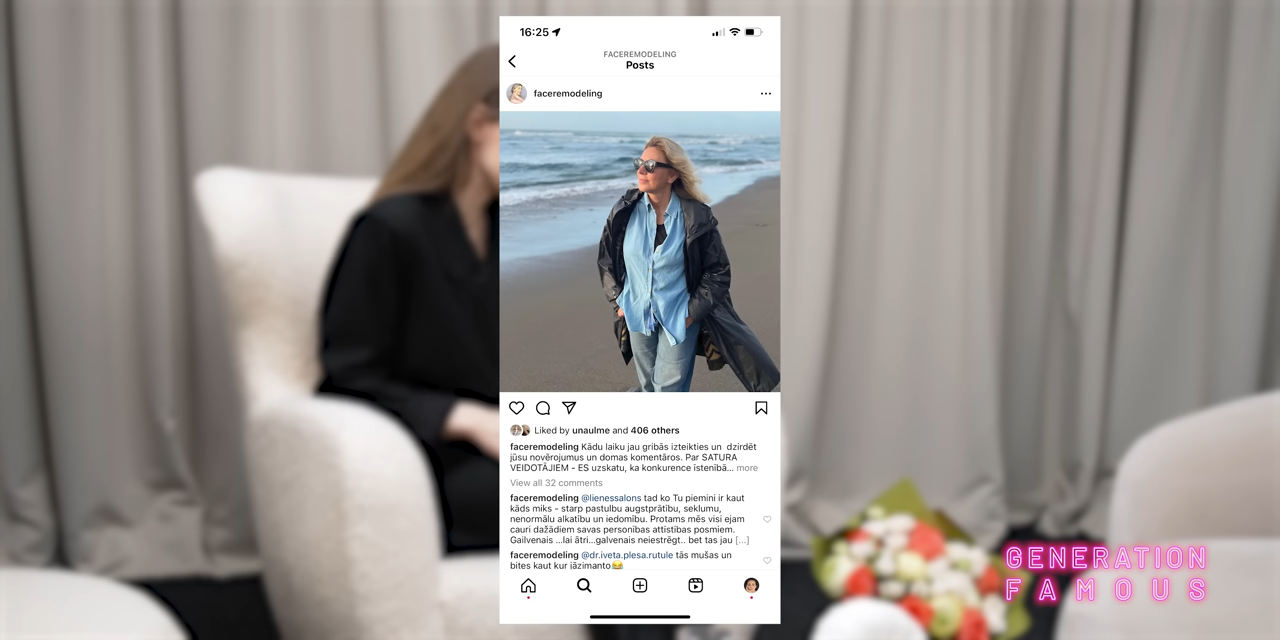 16:25
FACEREMODELING
Posts
faceremodeling
Liked by unaulme and 406 others
faceremodeling Kādu laiku jau gribās izteikties un dzirdēt
jūsu novērojumus un domas komentāros. Par SATURA
VEIDOTĀJIEM - ES uzskatu, ka konkurence īstenībā... more
View all 32 comments
faceremodeling @lienessalons tad ko Tu piemini ir kaut
kāds miks - starp pastulbu augstprātību, seklumu,
nenormālu alkatību un iedomību. Protams mēs visi ejam
cauri dažādiem savas personības attīstības posmiem.
Gailvenais ...lai ātri...galvenais neiestrēgt.. bet tas jau [...]
faceremodeling @dr.iveta.plesa.rutule tās mušas un
bites kaut kur jāizmanto😂
GENERATION
FAMOUS